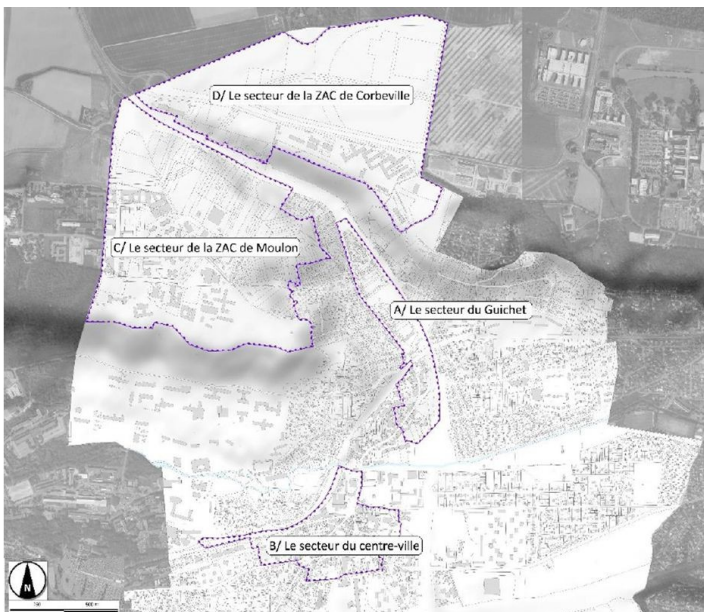 D/ Le secteur de la ZAC de Corbeville
C/ Le secteur de la ZAC de Moulon
A/ Le secteur du Guichet
B/ Le secteur du centre-ville
N
500 m